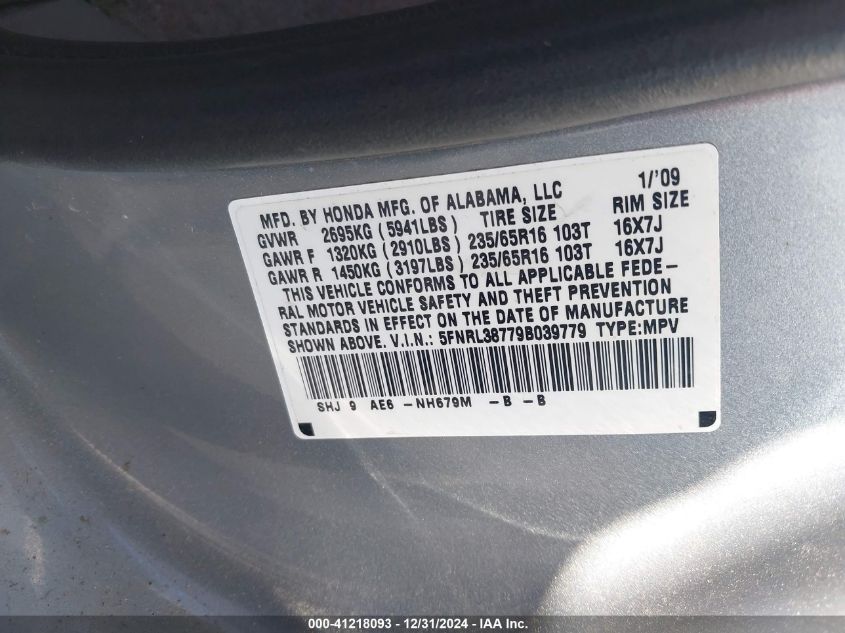 MFD. BY HONDA MFG. OF ALABAMA, LLC 1/'09
GVWR 2695KG (5941LBS) TIRE SIZE RIM SIZE
GAWR F 1320KG (2910LBS) 235/65R16 103T 16X7J
GAWR R 1450KG (3197LBS) 235/65R16 103T 16X7J
THIS VEHICLE CONFORMS TO ALL APPLICABLE FEDE-
RAL MOTOR VEHICLE SAFETY AND THEFT PREVENTION
STANDARDS IN EFFECT ON THE DATE OF MANUFACTURE
SHOWN ABOVE. V.I.N.: 5FNRL38779B039779 TYPE:MPV
SHJ 9 AE6 -NH679M -B -B
000-41218093 - 12/31/2024 - IAA Inc.